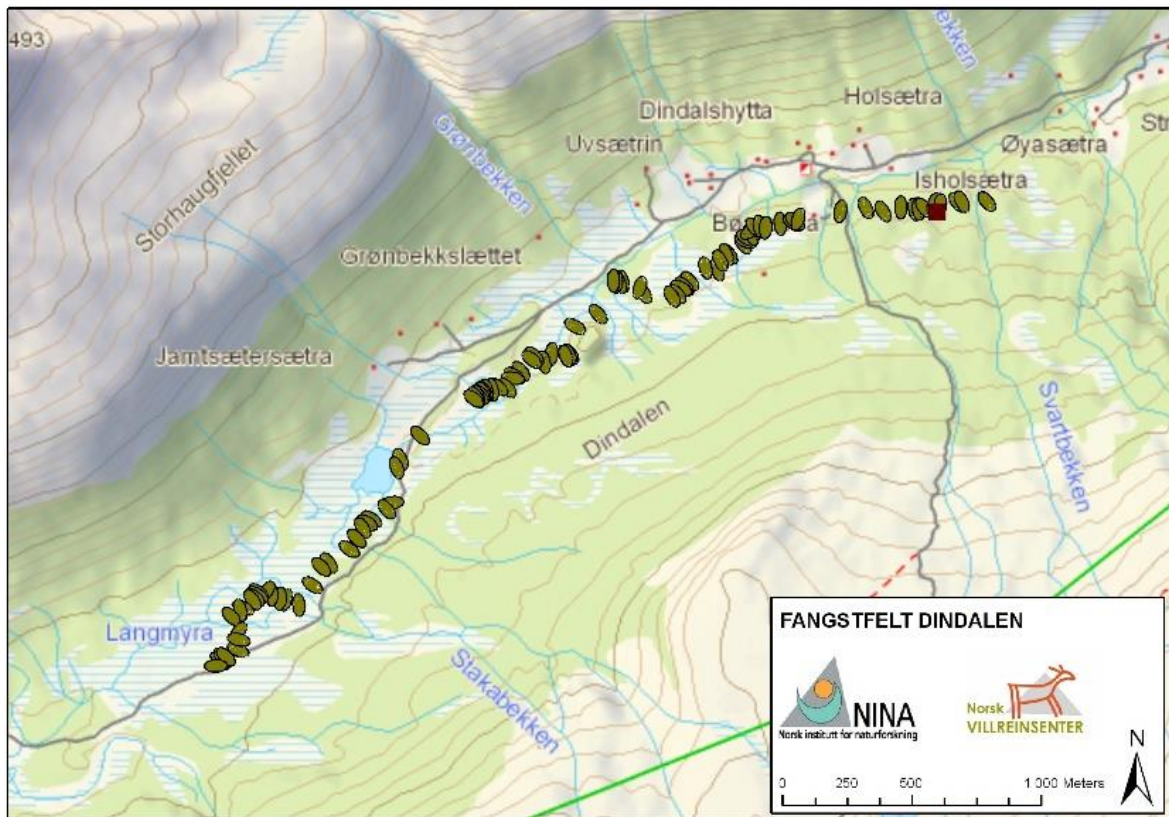 493
ekken
Holsætra
Dindalshytta
Grønbekken
Uvsætrin
Øyasætra
Isholsætra
Storhaugfjellet
Grønbekkslættet
Jamtsætersætra
Dindalen
Svartbekken
Langmyra
Stakabekken
FANGSTFELT DINDALEN
NINA
Norsk institutt for naturforskning
Norsk
VILLREINSENTER
N
0 250 500 1 000 Meters